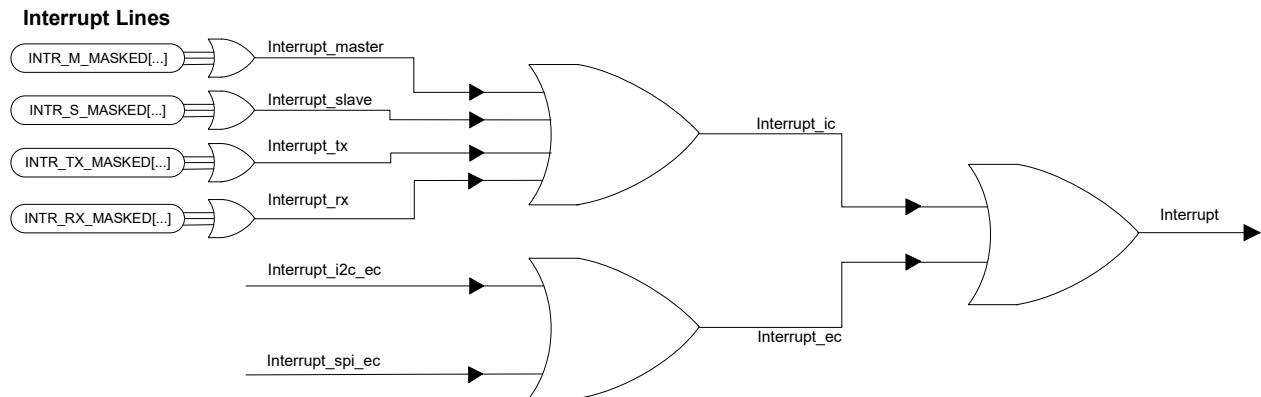 Interrupt Lines
INTR_M_MASKED[...]
Interrupt_master
INTR_S_MASKED[...]
Interrupt_slave
Interrupt_ic
INTR_TX_MASKED[...]
Interrupt_tx
INTR_RX_MASKED[...]
Interrupt_rx
Interrupt
Interrupt_i2c_ec
Interrupt_ec
Interrupt_spi_ec